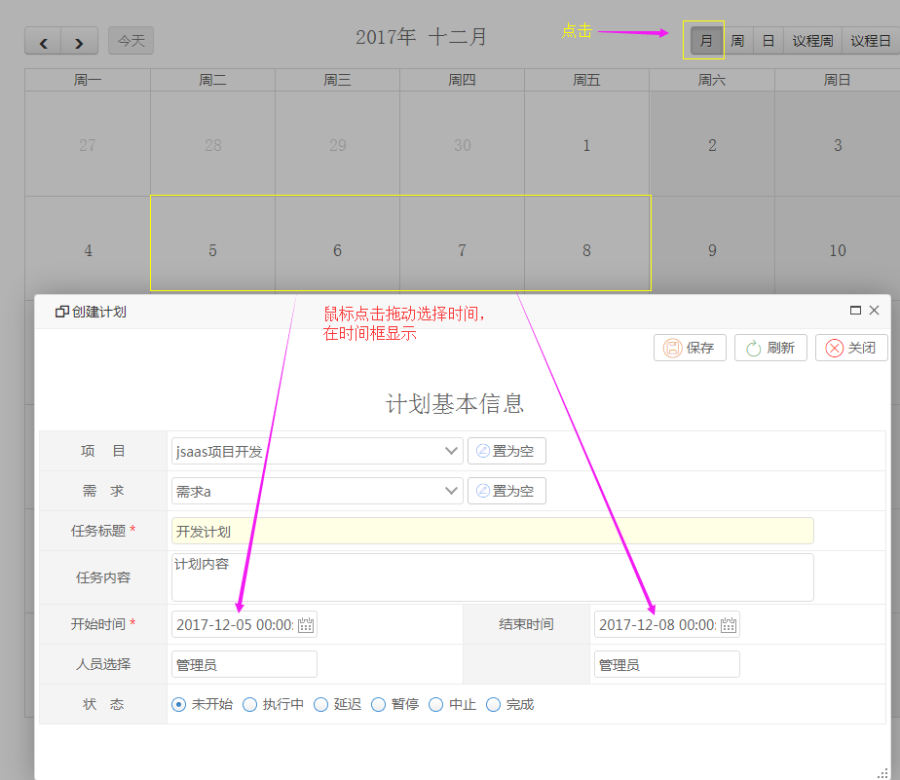 今天
2017年 十二月
点击
月 周 日 议程周 议程日
周一 周二 周三 周四 周五 周六 周日
27 28 29 30 1 2 3
4 5 6 7 8 9 10
创建计划
鼠标点击拖动选择时间，
在时间框显示
保存 刷新 关闭
计划基本信息
项 目 jsaas项目开发 置为空
需 求 需求a 置为空
任务标题 * 开发计划
任务内容 计划内容
开始时间 * 2017-12-05 00:00: 结束时间 2017-12-08 00:00:
人员选择 管理员 管理员
状 态 未开始 执行中 延迟 暂停 中止 完成